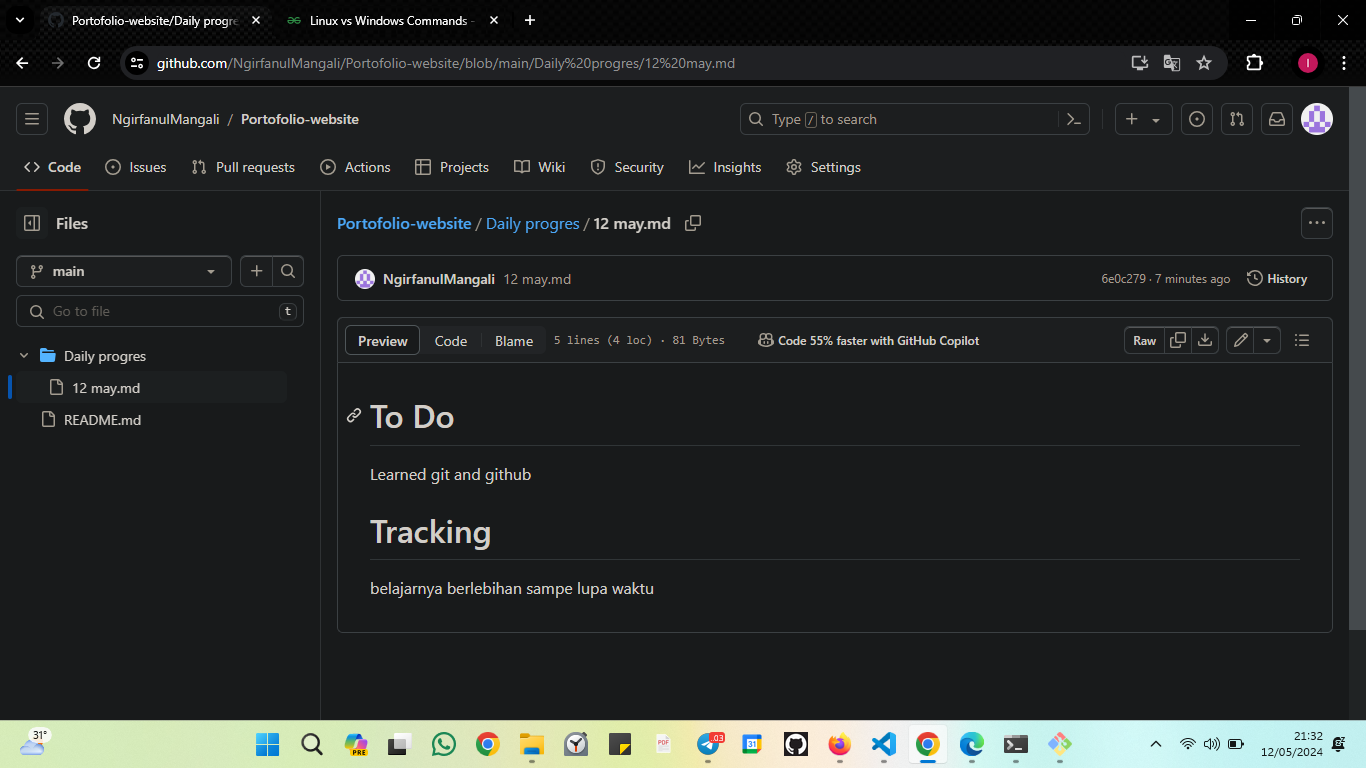 Portofolio-website/Daily progre
Linux vs Windows Commands -
github.com/NgirfanulMangali/Portofolio-website/blob/main/Daily%20progres/12%20may.md
I
NgirfanulMangali / Portofolio-website
Type / to search
Code
Issues
Pull requests
Actions
Projects
Wiki
Security
Insights
Settings
Files
Portofolio-website / Daily progres / 12 may.md
main
NgirfanulMangali 12 may.md
6e0c279 · 7 minutes ago
History
Go to file
t
Preview
Code
Blame
5 lines (4 loc) · 81 Bytes
Code 55% faster with GitHub Copilot
Raw
Daily progres
12 may.md
README.md
To Do
Learned git and github
Tracking
belajarnya berlebihan sampe lupa waktu
31°
PRE
PDF
03
31
21:32
12/05/2024